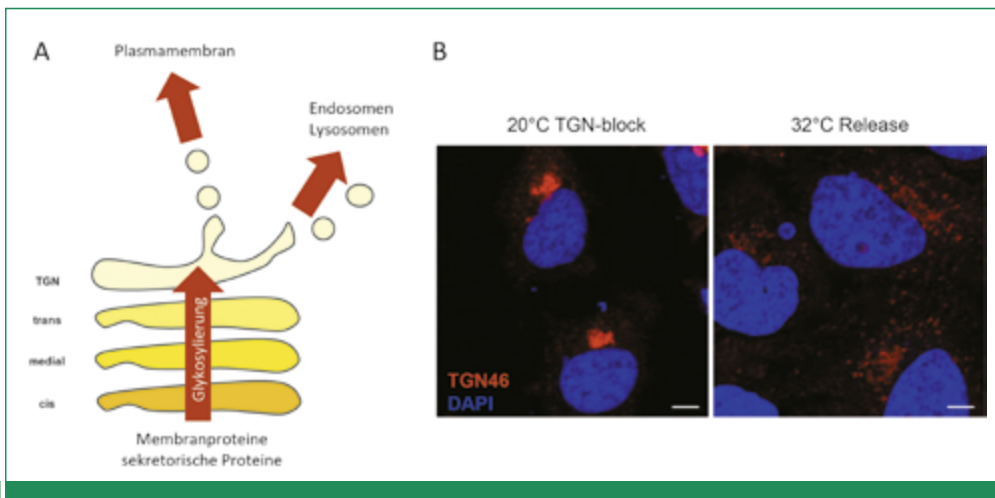 A
Plasmamembran
Endosomen
Lysosomen
TGN
trans
medial
cis
Glykosylierung
Membranproteine
sekretorische Proteine
B
20°C TGN-block
32°C Release
TGN46
DAPI